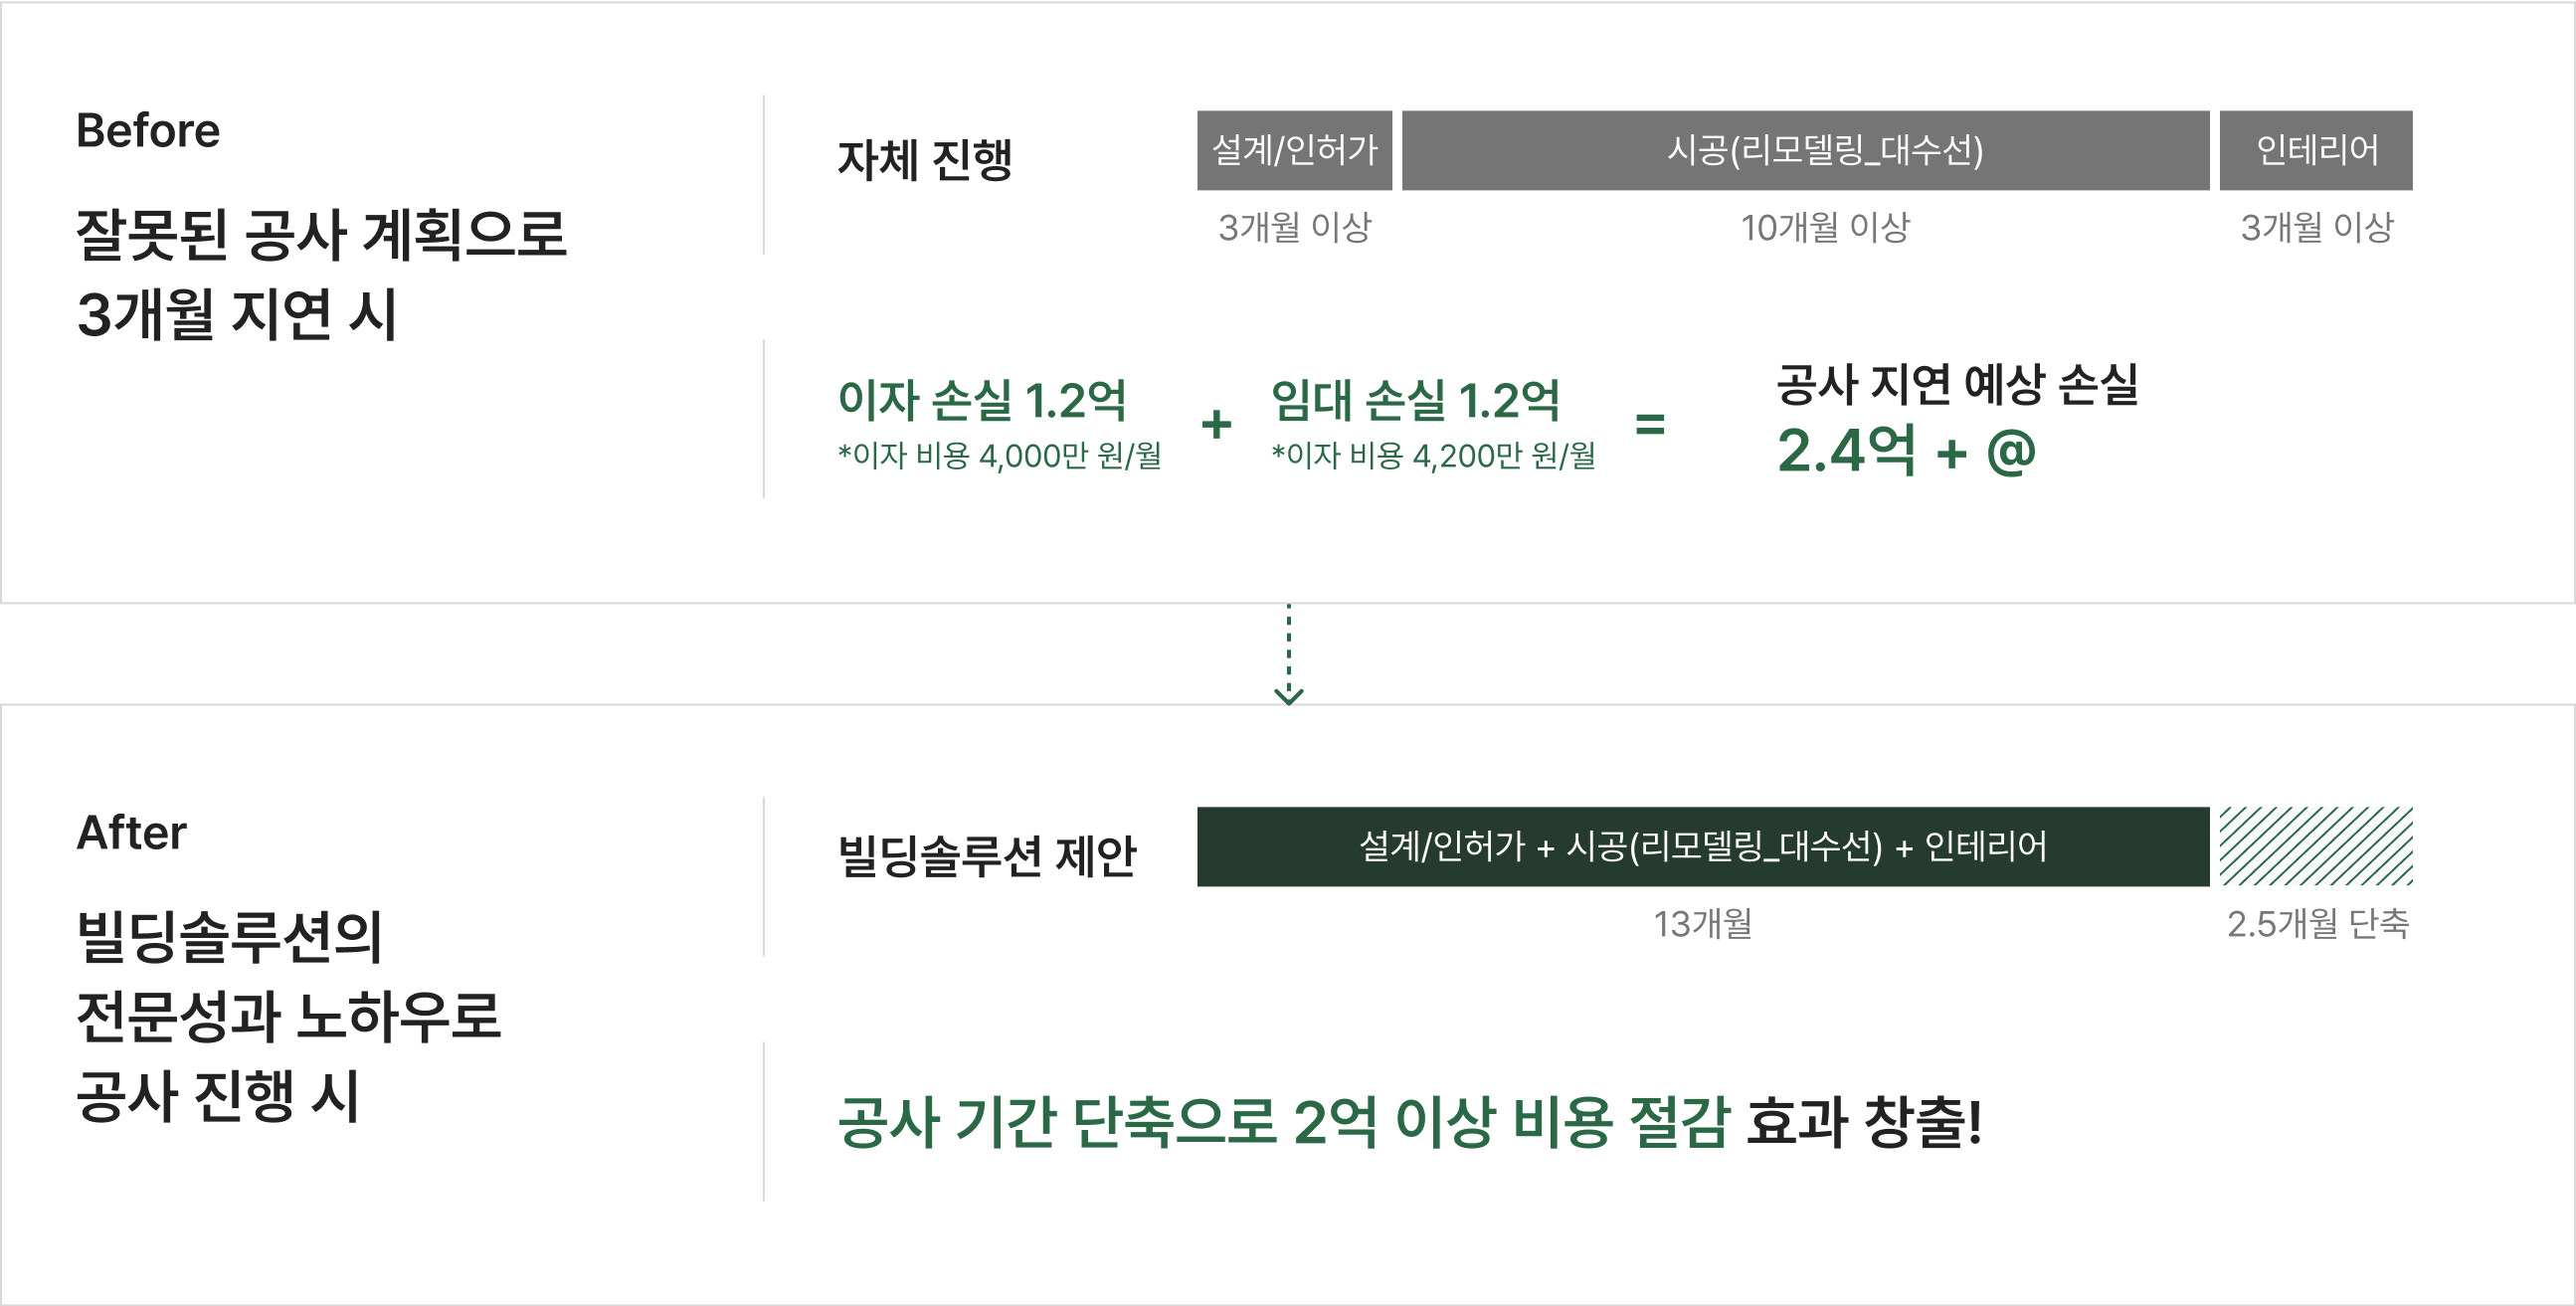 Before
잘못된 공사 계획으로
3개월 지연 시
자체 진행
설계/인허가
시공(리모델링_대수선)
인테리어
3개월 이상
10개월 이상
3개월 이상
이자 손실 1.2억
*이자 비용 4,000만 원/월
+
임대 손실 1.2억
*이자 비용 4,200만 원/월
=
공사 지연 예상 손실
2.4억 + @
After
빌딩솔루션의
전문성과 노하우로
공사 진행 시
빌딩솔루션 제안
설계/인허가 + 시공(리모델링_대수선) + 인테리어
13개월
2.5개월 단축
공사 기간 단축으로 2억 이상 비용 절감 효과 창출!